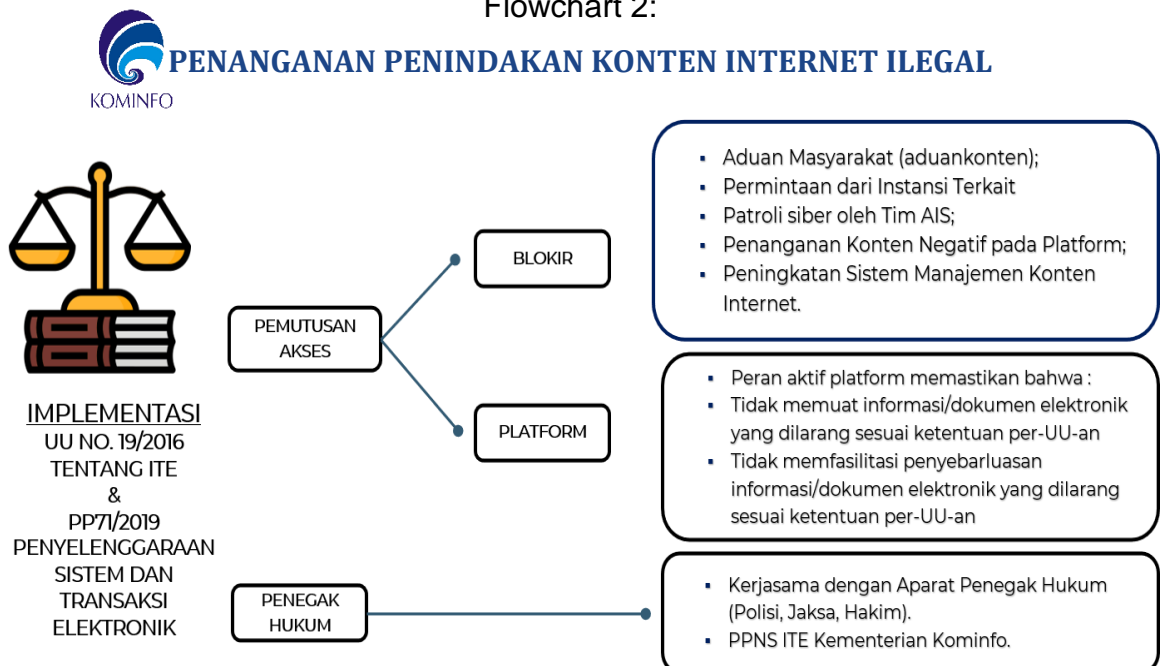 Flowchart 2:
PENANGANAN PENINDAKAN KONTEN INTERNET ILEGAL
KOMINFO
IMPLEMENTASI
UU NO. 19/2016
TENTANG ITE
&
PP71/2019
PENYELENGGARAAN
SISTEM DAN
TRANSAKSI
ELEKTRONIK
PEMUTUSAN
AKSES
BLOKIR
▪ Aduan Masyarakat (aduankonten);
▪ Permintaan dari Instansi Terkait
▪ Patroli siber oleh Tim AIS;
▪ Penanganan Konten Negatif pada Platform;
▪ Peningkatan Sistem Manajemen Konten
Internet.
PLATFORM
▪ Peran aktif platform memastikan bahwa :
▪ Tidak memuat informasi/dokumen elektronik
yang dilarang sesuai ketentuan per-UU-an
▪ Tidak memfasilitasi penyebarluasan
informasi/dokumen elektronik yang dilarang
sesuai ketentuan per-UU-an
PENEGAK
HUKUM
▪ Kerjasama dengan Aparat Penegak Hukum
(Polisi, Jaksa, Hakim).
▪ PPNS ITE Kementerian Kominfo.